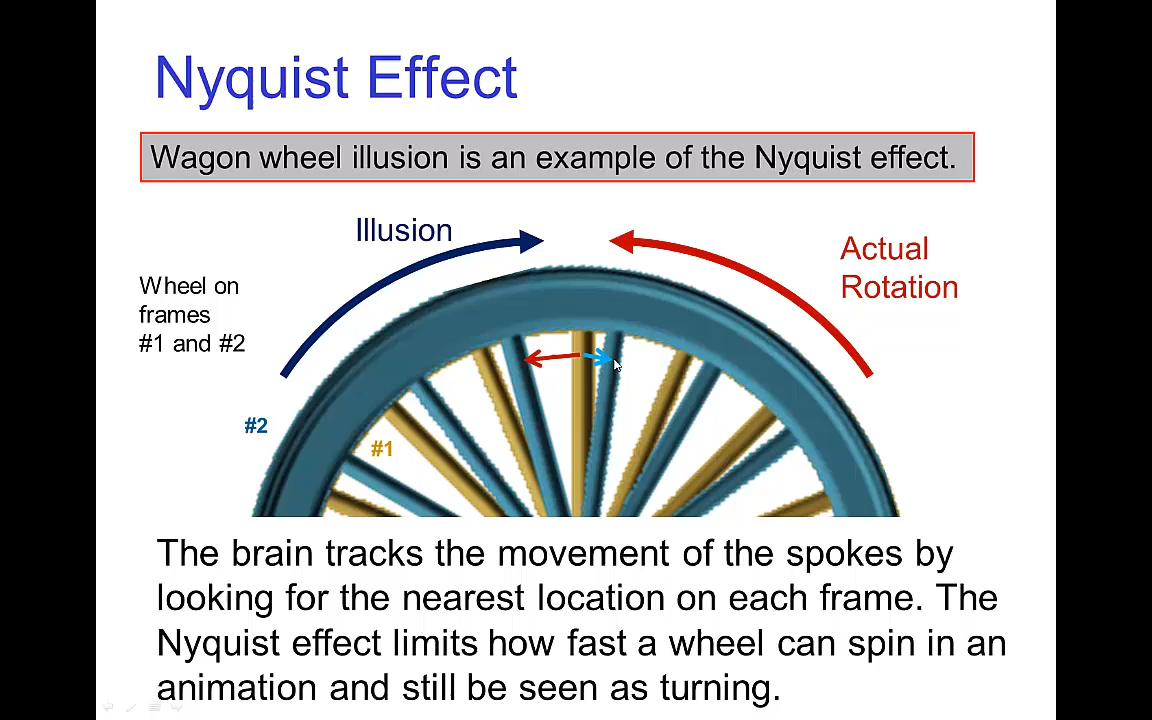 Nyquist Effect
Wagon wheel illusion is an example of the Nyquist effect.
Illusion
Actual
Rotation
Wheel on
frames
#1 and #2
#2
#1
The brain tracks the movement of the spokes by
looking for the nearest location on each frame. The
Nyquist effect limits how fast a wheel can spin in an
animation and still be seen as turning.